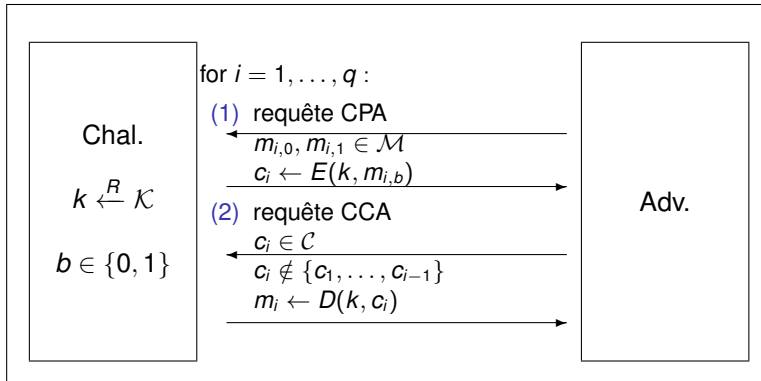 for i = 1, . . . , q :
(1) requête CPA
m_{i,0}, m_{i,1} ∈ ℳ
c_i ← E(k, m_{i,b})
(2) requête CCA
c_i ∈ 𝒞
c_i ∉ {c_1, . . . , c_{i−1}}
m_i ← D(k, c_i)
Chal.
k ←^R 𝒦
b ∈ {0, 1}
Adv.